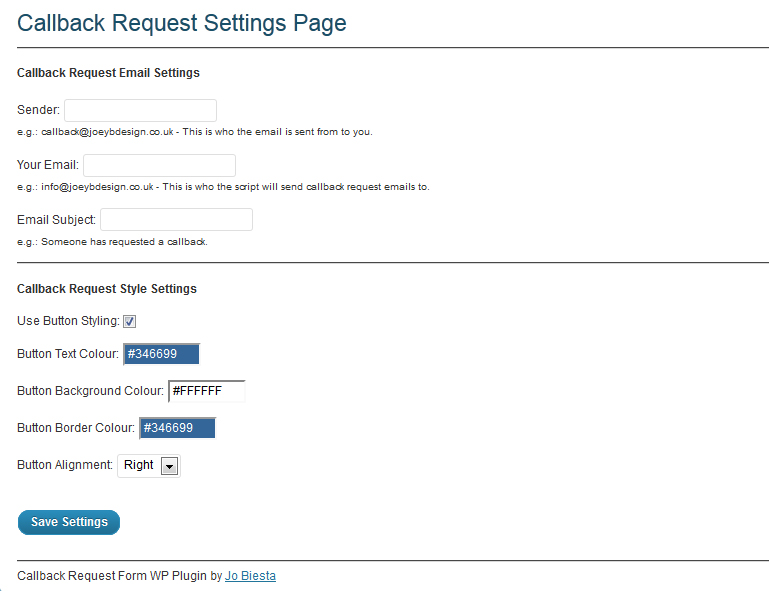 Callback Request Settings Page
Callback Request Email Settings
Sender:
e.g.: callback@joeybdesign.co.uk - This is who the email is sent from to you.
Your Email:
e.g.: info@joeybdesign.co.uk - This is who the script will send callback request emails to.
Email Subject:
e.g.: Someone has requested a callback.
Callback Request Style Settings
Use Button Styling:
Button Text Colour: #346699
Button Background Colour: #FFFFFF
Button Border Colour: #346699
Button Alignment: Right
Save Settings
Callback Request Form WP Plugin by Jo Biesta